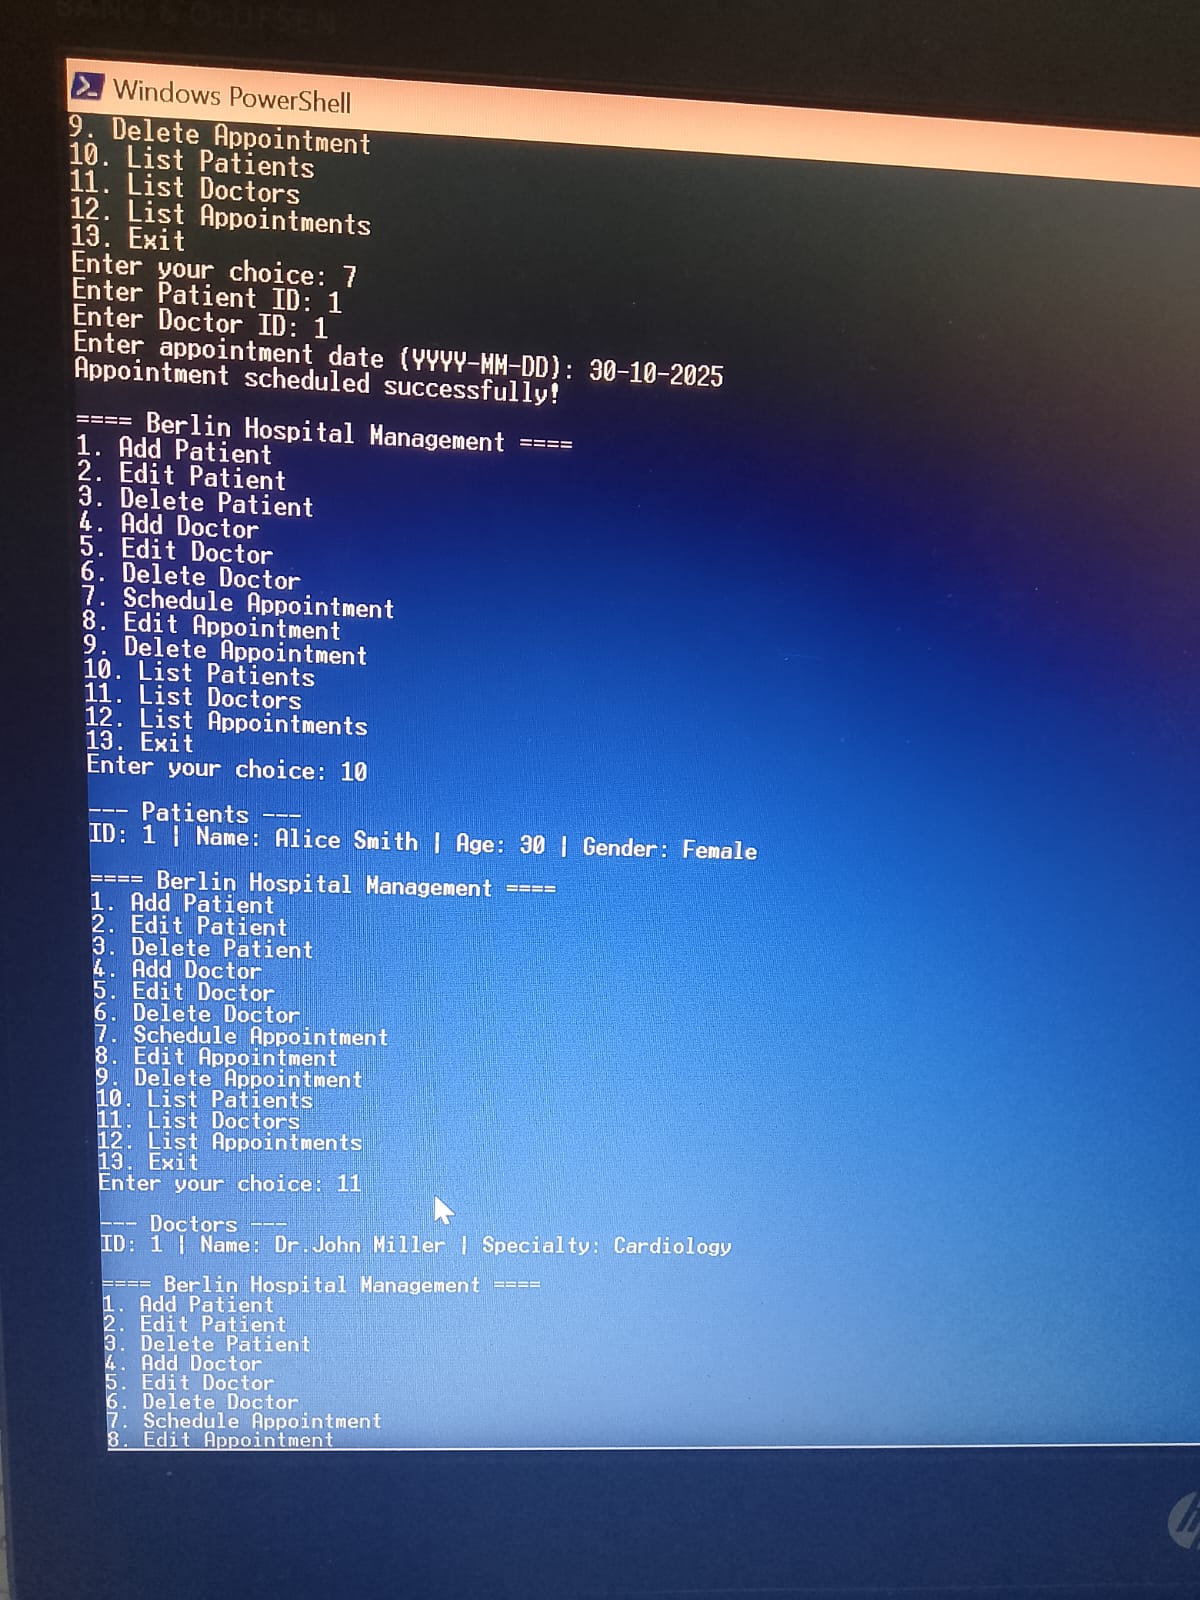 BANG & OLUFSEN
Windows PowerShell
9. Delete Appointment
10. List Patients
11. List Doctors
12. List Appointments
13. Exit
Enter your choice: 7
Enter Patient ID: 1
Enter Doctor ID: 1
Enter appointment date (YYYY-MM-DD): 30-10-2025
Appointment scheduled successfully!
==== Berlin Hospital Management ====
1. Add Patient
2. Edit Patient
3. Delete Patient
4. Add Doctor
5. Edit Doctor
6. Delete Doctor
7. Schedule Appointment
8. Edit Appointment
9. Delete Appointment
10. List Patients
11. List Doctors
12. List Appointments
13. Exit
Enter your choice: 10
--- Patients ---
ID: 1 | Name: Alice Smith | Age: 30 | Gender: Female
==== Berlin Hospital Management ====
1. Add Patient
2. Edit Patient
3. Delete Patient
4. Add Doctor
5. Edit Doctor
6. Delete Doctor
7. Schedule Appointment
8. Edit Appointment
9. Delete Appointment
10. List Patients
11. List Doctors
12. List Appointments
13. Exit
Enter your choice: 11
--- Doctors ---
ID: 1 | Name: Dr.John Miller | Specialty: Cardiology
==== Berlin Hospital Management ====
1. Add Patient
2. Edit Patient
3. Delete Patient
4. Add Doctor
5. Edit Doctor
6. Delete Doctor
7. Schedule Appointment
8. Edit Appointment
hp